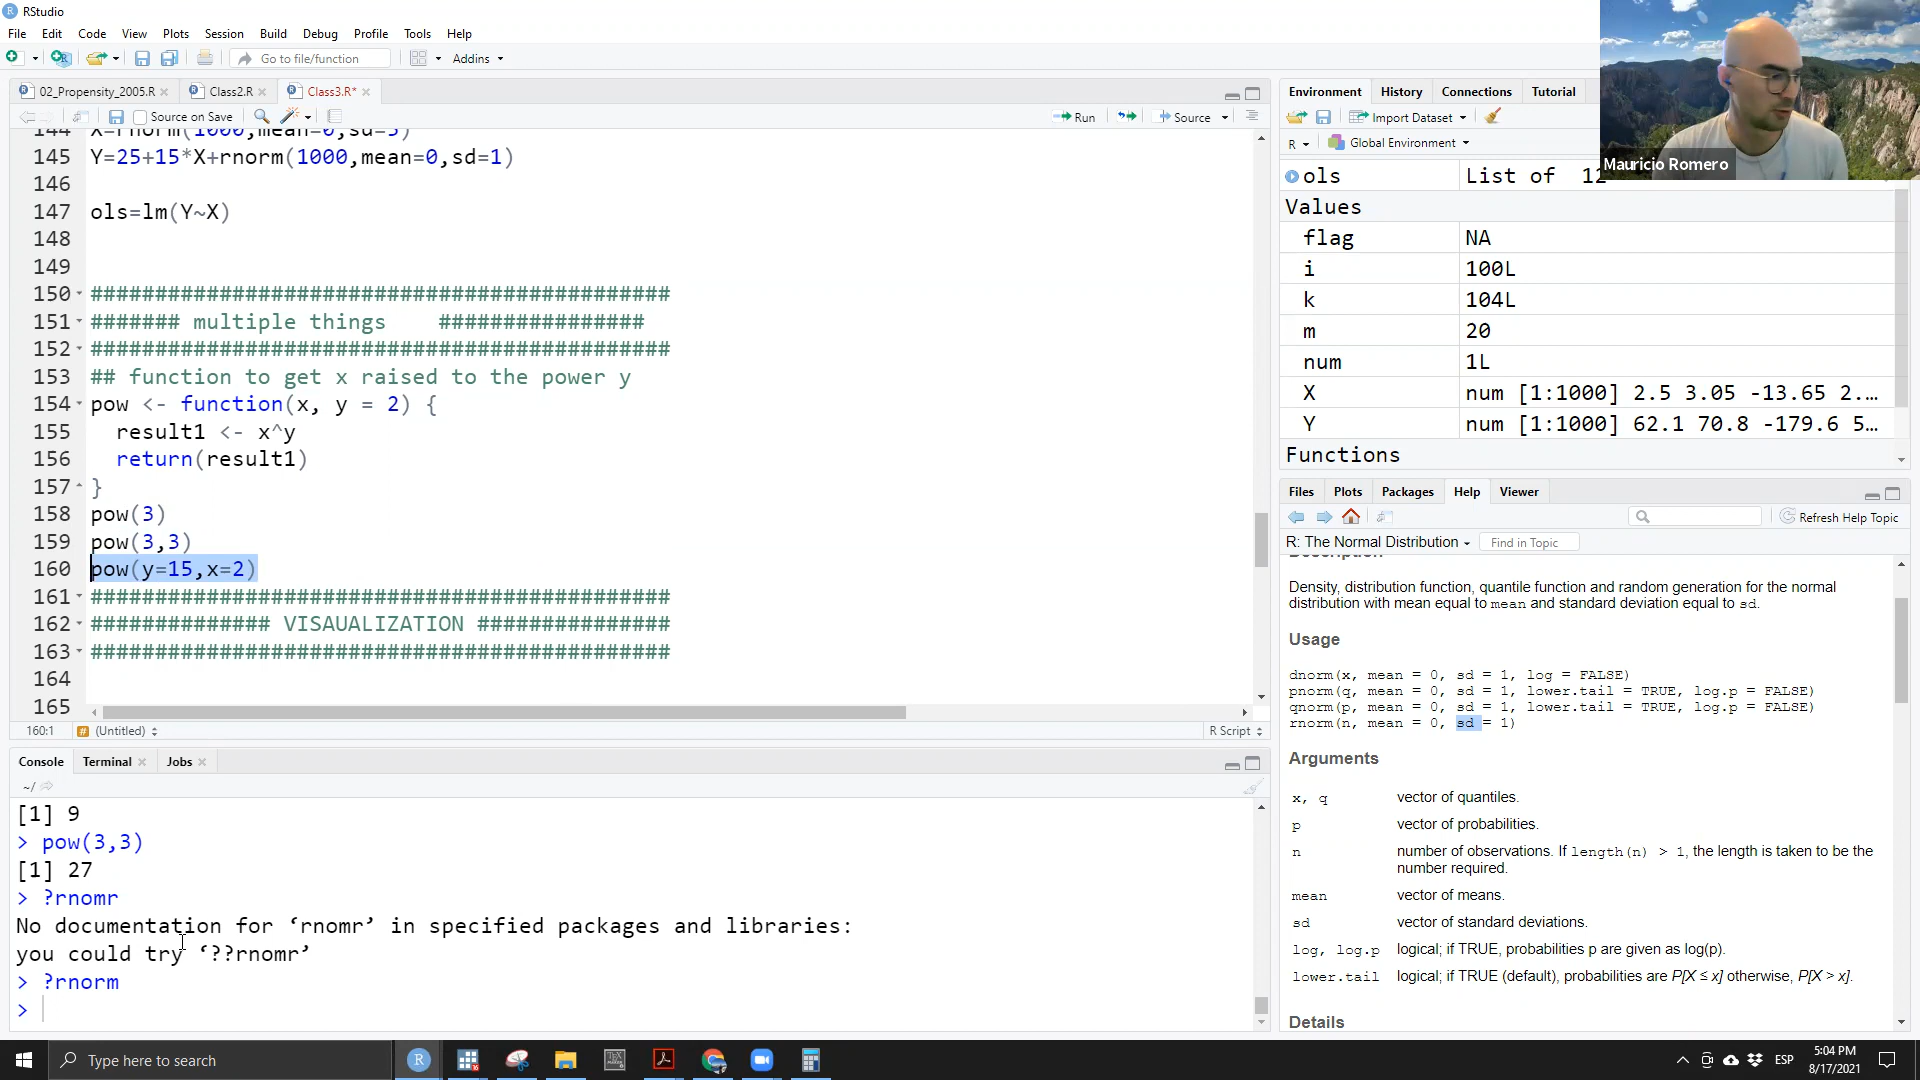 RStudio
File Edit Code View Plots Session Build Debug Profile Tools Help
Go to file/function Addins
02_Propensity_2005.R Class2.R Class3.R*
Source on Save Run Source
144 X=rnorm(1000,mean=0,sd=5)
145 Y=25+15*X+rnorm(1000,mean=0,sd=1)
146
147 ols=lm(Y~X)
148
149
150 #############################################
151 ####### multiple things    ################
152 #############################################
153 ## function to get x raised to the power y
154 pow <- function(x, y = 2) {
155   result1 <- x^y
156   return(result1)
157 }
158 pow(3)
159 pow(3,3)
160 pow(y=15,x=2)
161 #############################################
162 ############## VISAUALIZATION ###############
163 #############################################
164
165
160:1 (Untitled) R Script
Console Terminal Jobs
~/
[1] 9
> pow(3,3)
[1] 27
> ?rnomr
No documentation for ‘rnomr’ in specified packages and libraries:
you could try ‘??rnomr’
> ?rnorm
>
Environment History Connections Tutorial
Import Dataset
R Global Environment
ols List of 12
Values
flag NA
i 100L
k 104L
m 20
num 1L
X num [1:1000] 2.5 3.05 -13.65 2.…
Y num [1:1000] 62.1 70.8 -179.6 5…
Functions
Mauricio Romero
Files Plots Packages Help Viewer
Refresh Help Topic
R: The Normal Distribution Find in Topic
Description
Density, distribution function, quantile function and random generation for the normal
distribution with mean equal to mean and standard deviation equal to sd.
Usage
dnorm(x, mean = 0, sd = 1, log = FALSE)
pnorm(q, mean = 0, sd = 1, lower.tail = TRUE, log.p = FALSE)
qnorm(p, mean = 0, sd = 1, lower.tail = TRUE, log.p = FALSE)
rnorm(n, mean = 0, sd = 1)
Arguments
x, q vector of quantiles.
p vector of probabilities.
n number of observations. If length(n) > 1, the length is taken to be the
number required.
mean vector of means.
sd vector of standard deviations.
log, log.p logical; if TRUE, probabilities p are given as log(p).
lower.tail logical; if TRUE (default), probabilities are P[X ≤ x] otherwise, P[X > x].
Details
Type here to search
ESP
5:04 PM
8/17/2021